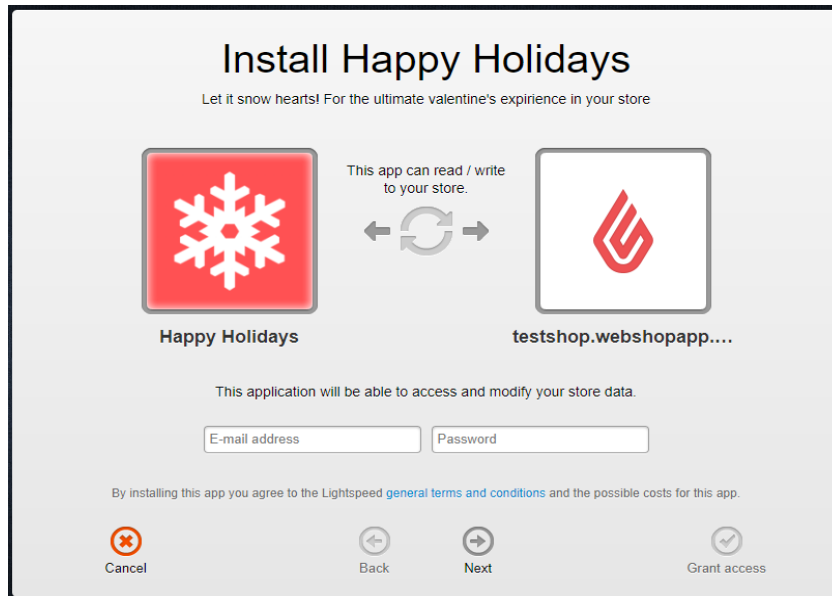 Install Happy Holidays
Let it snow hearts! For the ultimate valentine's expirience in your store
This app can read / write
to your store.
Happy Holidays
testshop.webshopapp....
This application will be able to access and modify your store data.
E-mail address
Password
By installing this app you agree to the Lightspeed general terms and conditions and the possible costs for this app.
Cancel
Back
Next
Grant access